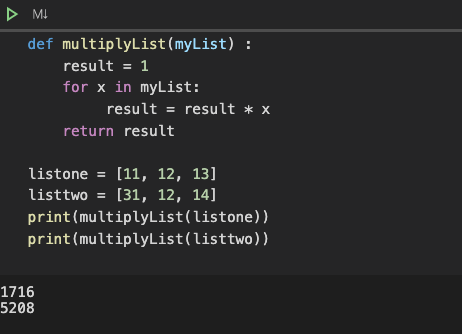 M↓
def multiplyList(myList) :
    result = 1
    for x in myList:
         result = result * x
    return result

listone = [11, 12, 13]
listtwo = [31, 12, 14]
print(multiplyList(listone))
print(multiplyList(listtwo))
1716
5208